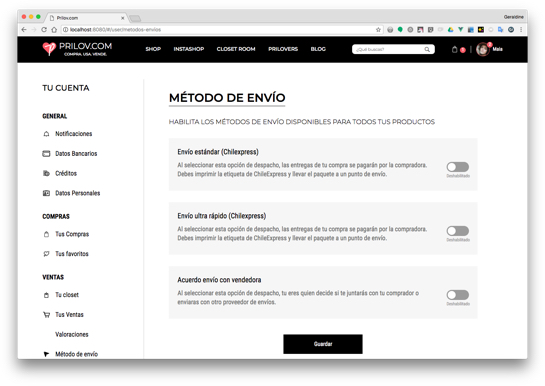 Prilov.com
Geraldine
localhost:8080/#/user/metodos-envios
PRILOV.COM
COMPRA. USA. VENDE.
SHOP INSTASHOP CLOSET ROOM PRILOVERS BLOG
¿Qué buscas?
Maia
TU CUENTA
GENERAL
Notificaciones
Datos Bancarios
Créditos
Datos Personales
COMPRAS
Tus Compras
Tus favoritos
VENTAS
Tu closet
Tus Ventas
Valoraciones
Método de envío
MÉTODO DE ENVÍO
HABILITA LOS MÉTODOS DE ENVÍO DISPONIBLES PARA TODOS TUS PRODUCTOS
Envío estándar (Chilexpress)
Al seleccionar esta opción de despacho, las entregas de tu compra se pagarán por la compradora.
Debes imprimir la etiqueta de ChileExpress y llevar el paquete a un punto de envío.
Deshabilitado
Envío ultra rápido (Chilexpress)
Al seleccionar esta opción de despacho, las entregas de tu compra se pagarán por la compradora.
Debes imprimir la etiqueta de ChileExpress y llevar el paquete a un punto de envío.
Deshabilitado
Acuerdo envío con vendedora
Al seleccionar esta opción de despacho, tu eres quien decide si te juntarás con tu comprador o
enviaras con otro proveedor de envíos.
Deshabilitado
Guardar